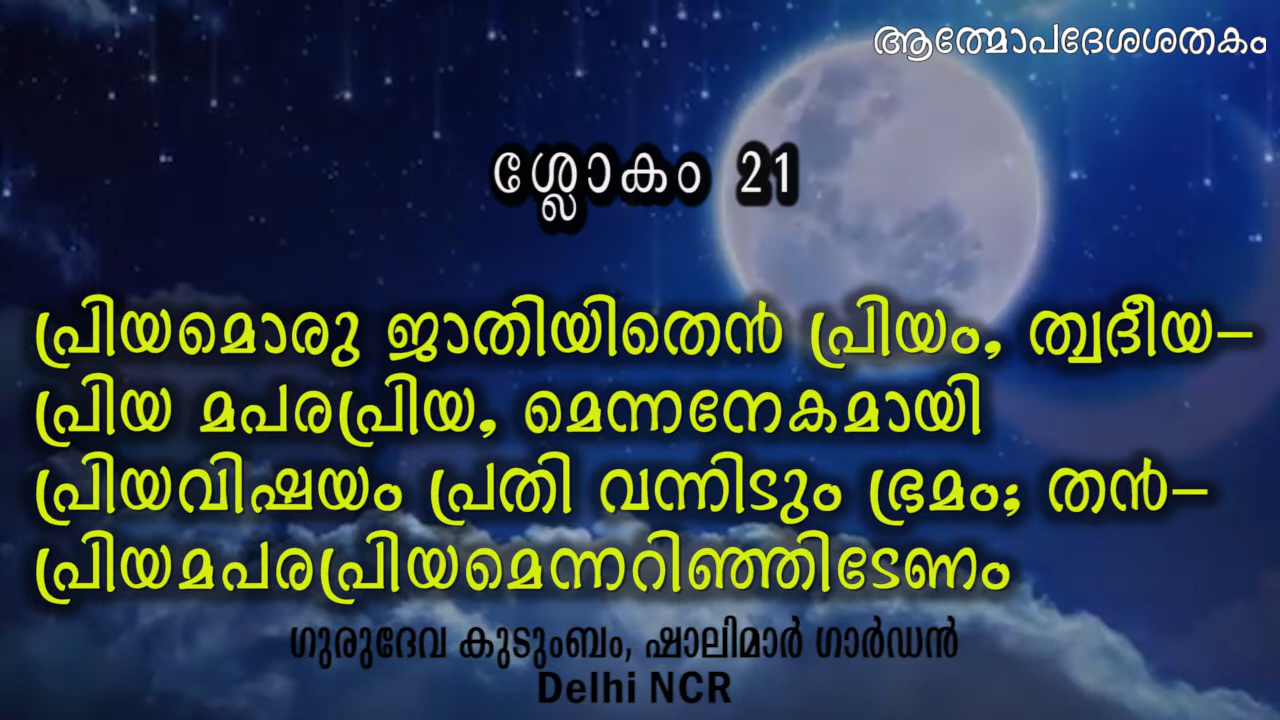 ആത്മോപദേശശതകം
ശ്ലോകം 21
പ്രിയമൊരു ജാതിയിതെൻ പ്രിയം, ത്വദീയ-
പ്രിയ മപരപ്രിയ, മെന്നനേകമായി
പ്രിയവിഷയം പ്രതി വന്നിടും ഭ്രമം; തൻ-
പ്രിയമപരപ്രിയമെന്നറിഞ്ഞിടേണം
ഗുരുദേവ കുടുംബം, ഷാലിമാർ ഗാർഡൻ
Delhi NCR